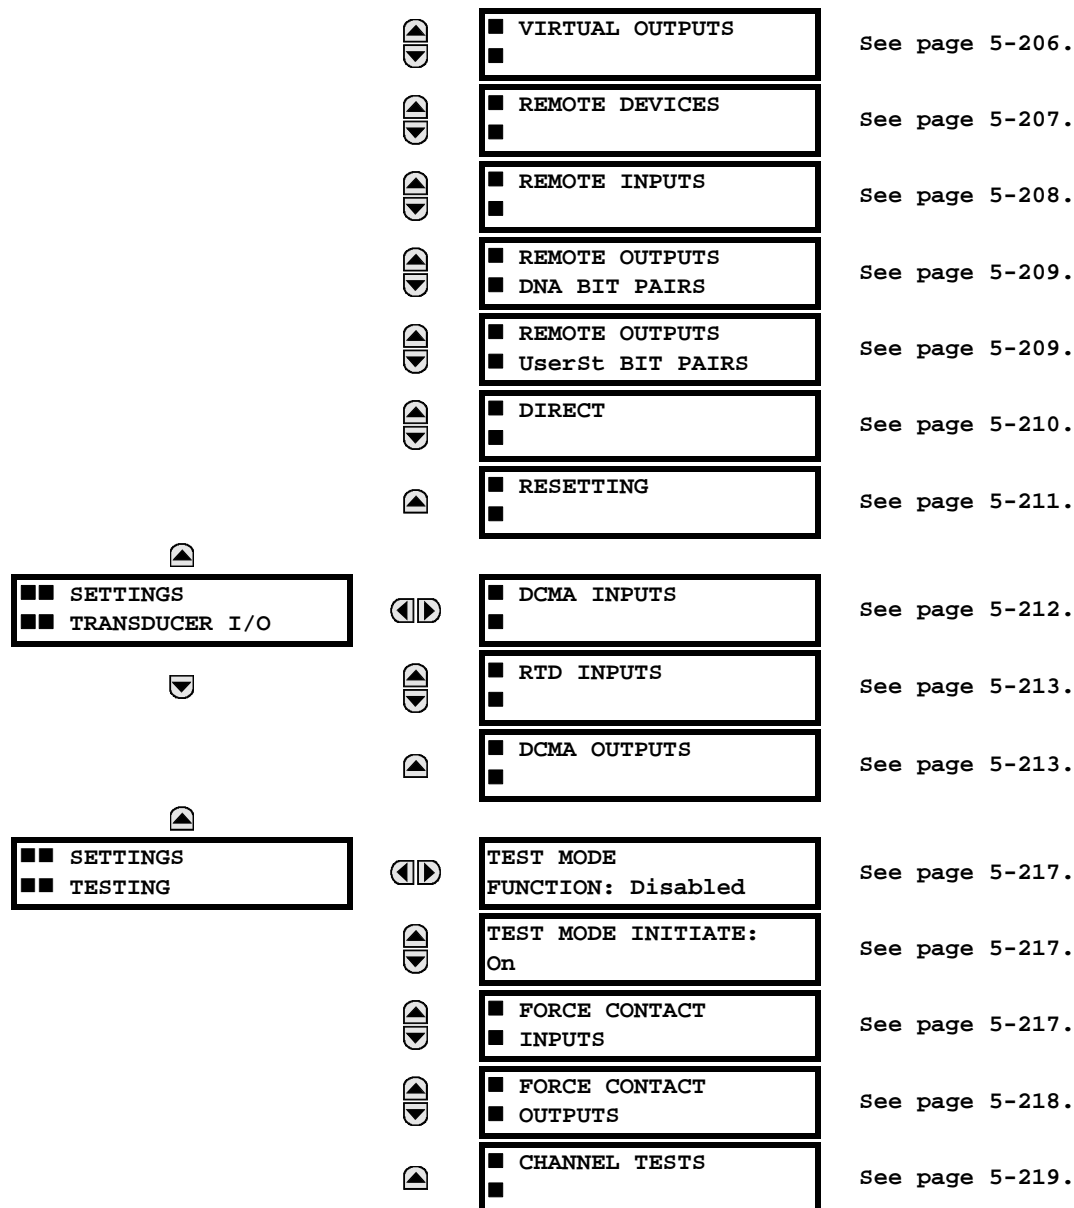 ■ VIRTUAL OUTPUTS
■
See page 5-206.
■ REMOTE DEVICES
■
See page 5-207.
■ REMOTE INPUTS
■
See page 5-208.
■ REMOTE OUTPUTS
■ DNA BIT PAIRS
See page 5-209.
■ REMOTE OUTPUTS
■ UserSt BIT PAIRS
See page 5-209.
■ DIRECT
■
See page 5-210.
■ RESETTING
■
See page 5-211.
■■ SETTINGS
■■ TRANSDUCER I/O
■ DCMA INPUTS
■
See page 5-212.
■ RTD INPUTS
■
See page 5-213.
■ DCMA OUTPUTS
■
See page 5-213.
■■ SETTINGS
■■ TESTING
TEST MODE
FUNCTION: Disabled
See page 5-217.
TEST MODE INITIATE:
On
See page 5-217.
■ FORCE CONTACT
■ INPUTS
See page 5-217.
■ FORCE CONTACT
■ OUTPUTS
See page 5-218.
■ CHANNEL TESTS
■
See page 5-219.